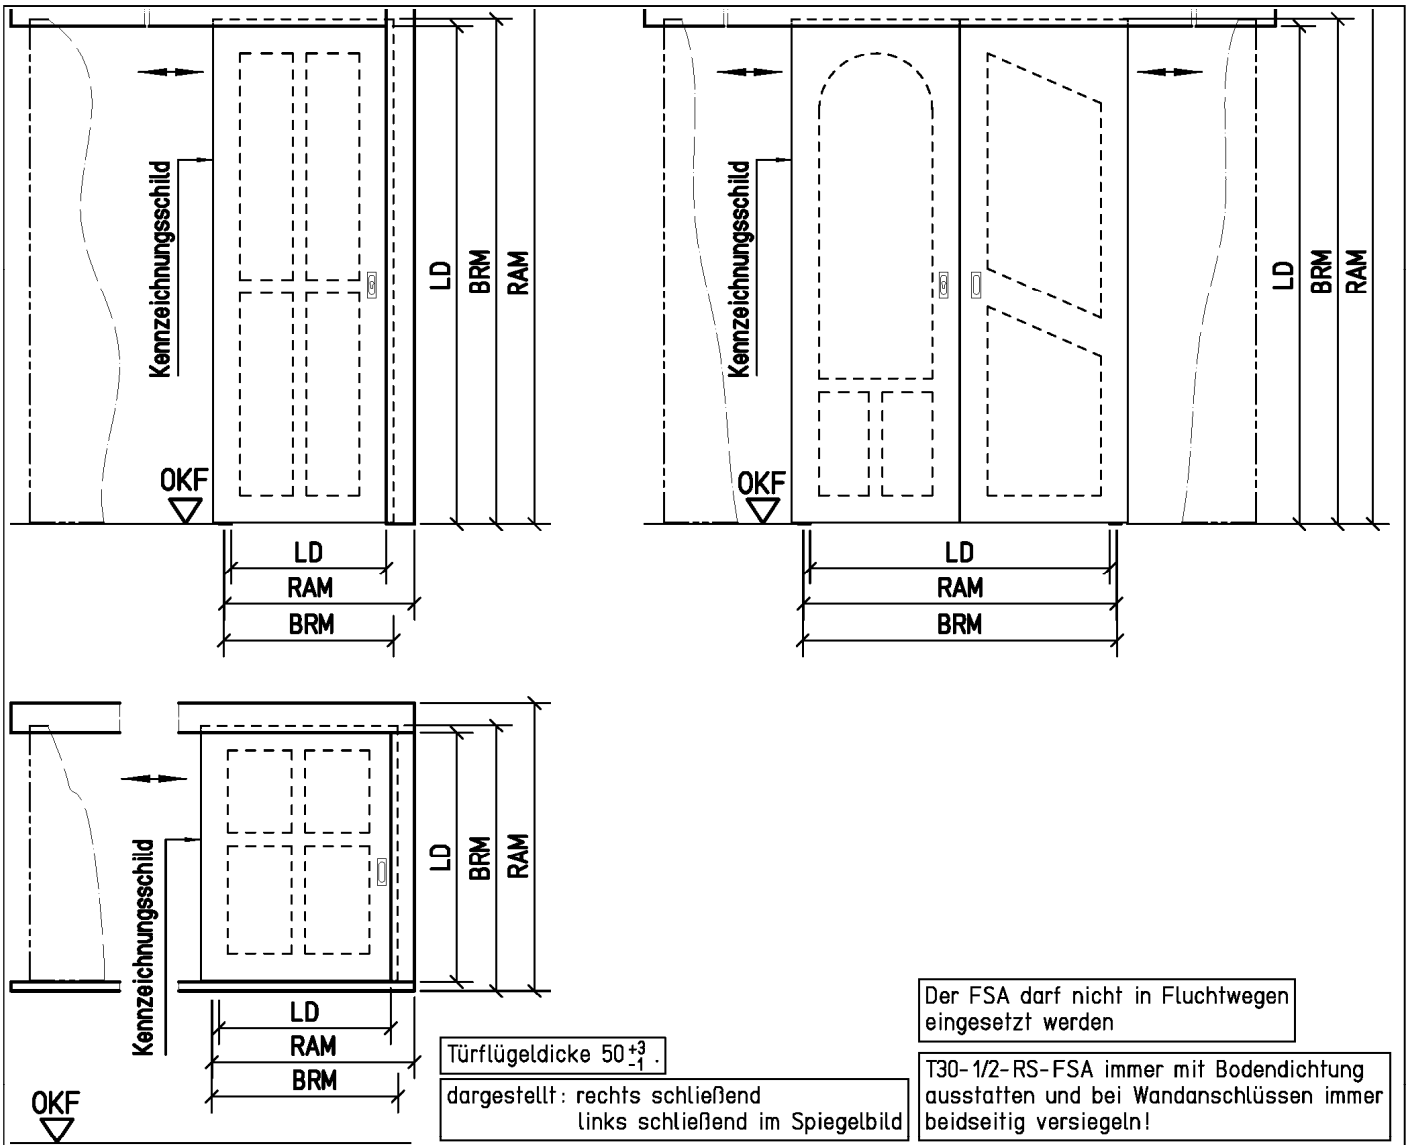 Kennzeichnungsschild
LD
BRM
RAM
OKF
LD
RAM
BRM
Kennzeichnungsschild
LD
BRM
RAM
OKF
LD
RAM
BRM
Kennzeichnungsschild
LD
BRM
RAM
LD
RAM
BRM
OKF
Türflügeldicke 50 +3 -1 .
dargestellt: rechts schließend
links schließend im Spiegelbild
Der FSA darf nicht in Fluchtwegen
eingesetzt werden
T30-1/2-RS-FSA immer mit Bodendichtung
ausstatten und bei Wandanschlüssen immer
beidseitig versiegeln!